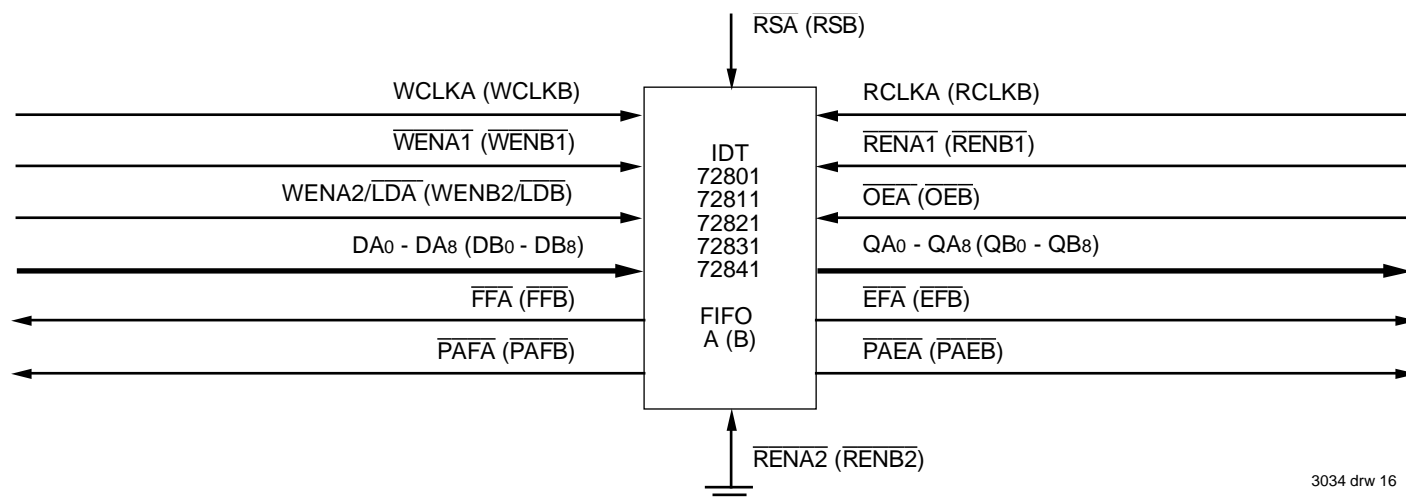 RSA (RSB)
WCLKA (WCLKB)
WENA1 (WENB1)
WENA2/LDA (WENB2/LDB)
DA0 - DA8 (DB0 - DB8)
FFA (FFB)
PAFA (PAFB)
IDT
72801
72811
72821
72831
72841
FIFO
A (B)
RCLKA (RCLKB)
RENA1 (RENB1)
OEA (OEB)
QA0 - QA8 (QB0 - QB8)
EFA (EFB)
PAEA (PAEB)
RENA2 (RENB2)
3034 drw 16